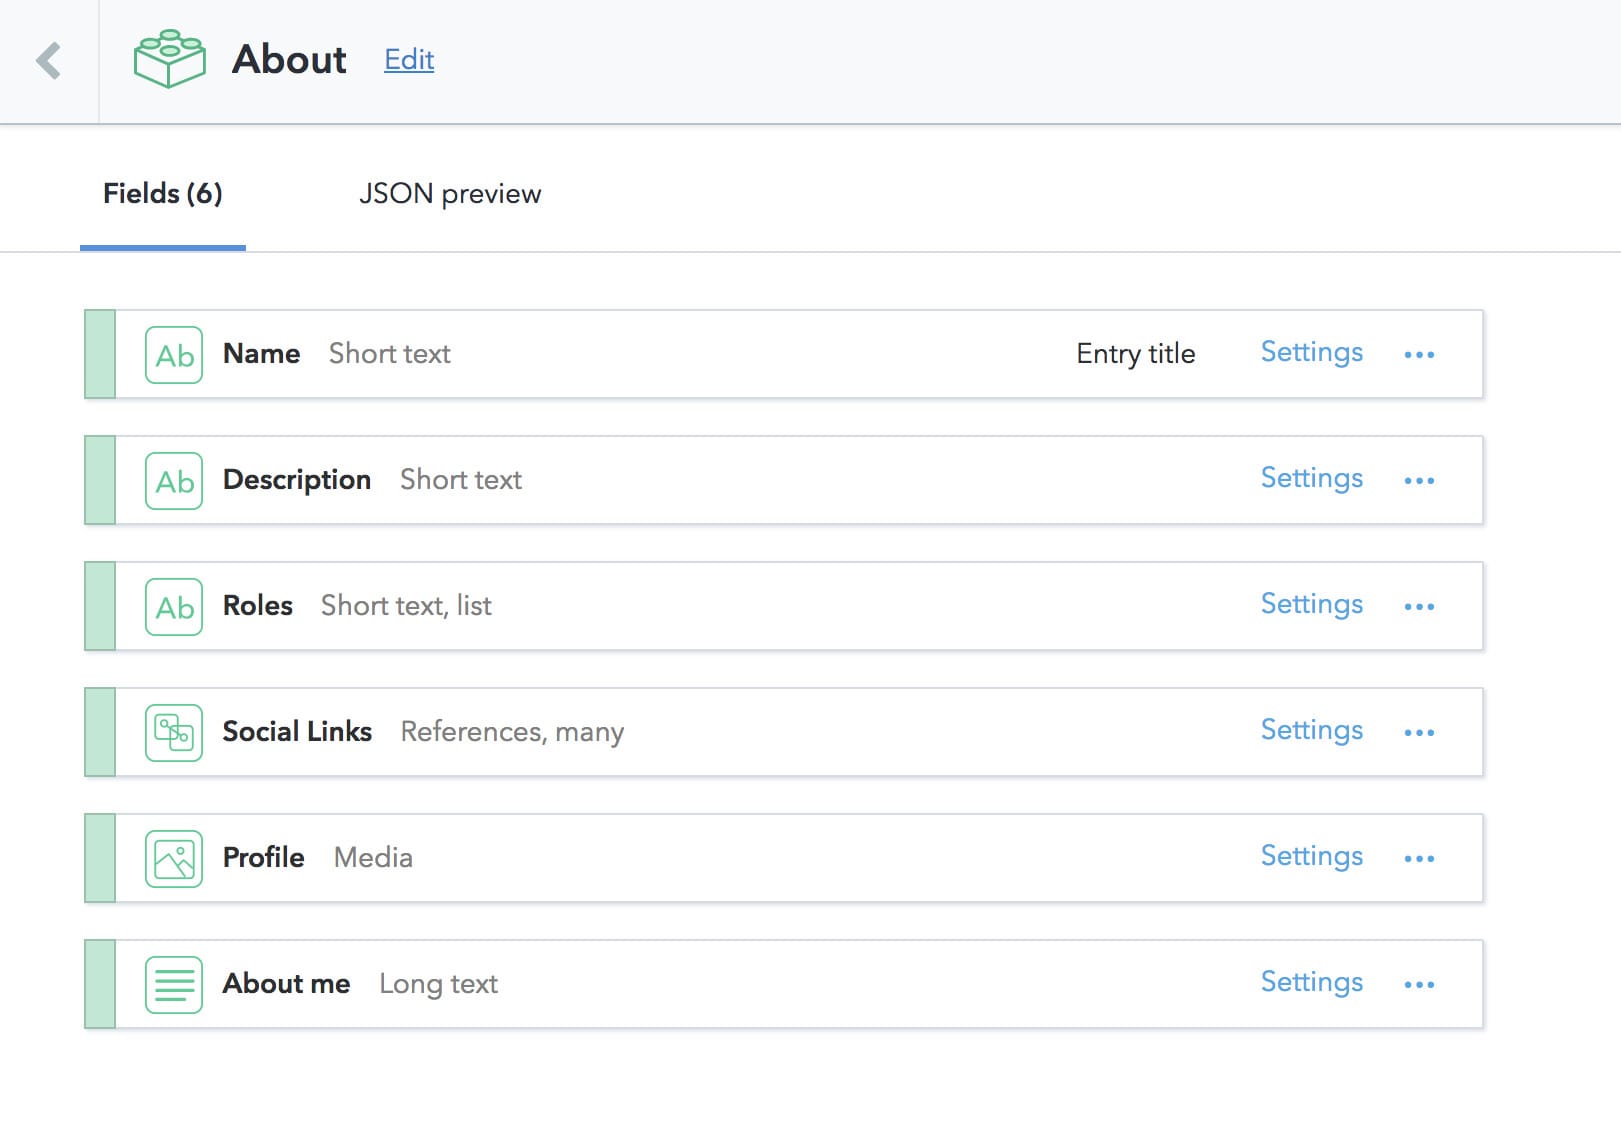 About Edit
Fields (6) JSON preview
Ab Name Short text Entry title Settings ...
Ab Description Short text Settings ...
Ab Roles Short text, list Settings ...
Social Links References, many Settings ...
Profile Media Settings ...
About me Long text Settings ...